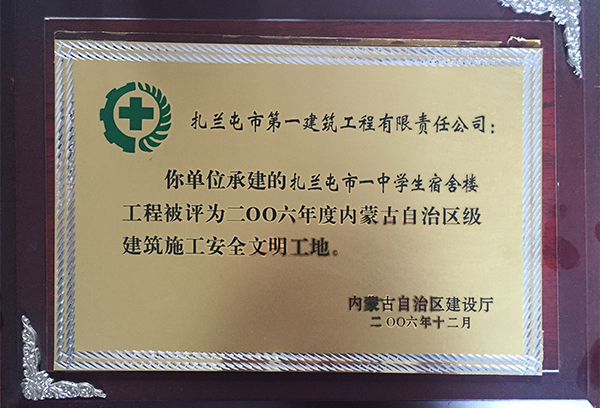 扎兰屯市第一建筑工程有限责任公司：
你单位承建的扎兰屯市一中学生宿舍楼
工程被评为二OO六年度内蒙古自治区级
建筑施工安全文明工地。
内蒙古自治区建设厅
二OO六年十二月